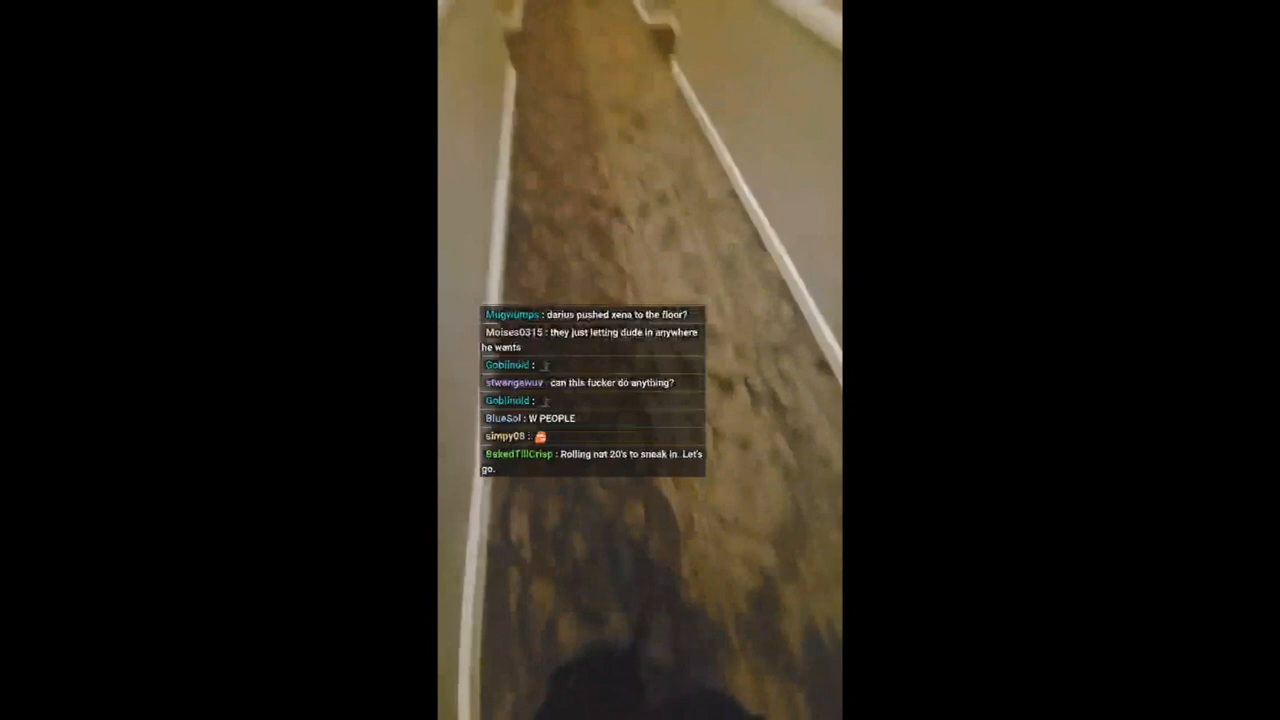 Mugwumps : darius pushed xena to the floor?
Moises0315 : they just letting dude in anywhere
he wants
Goblinoid :
stwangawuv : can this fucker do anything?
Goblinoid :
BlueSol : W PEOPLE
simpy08 :
BakedTillCrisp : Rolling nat 20's to sneak in. Let's
go.